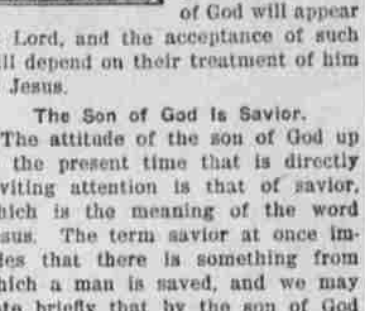 of God will appear
Lord, and the acceptance of such
ll depend on their treatment of him
Jesus.
The Son of God Is Savior.
The attitude of the son of God up
the present time that is directly
viting attention is that of savior,
hich is the meaning of the word
sus. The term savior at once im-
les that there is something from
hich a man is saved, and we may
ate briefly that by the son of God